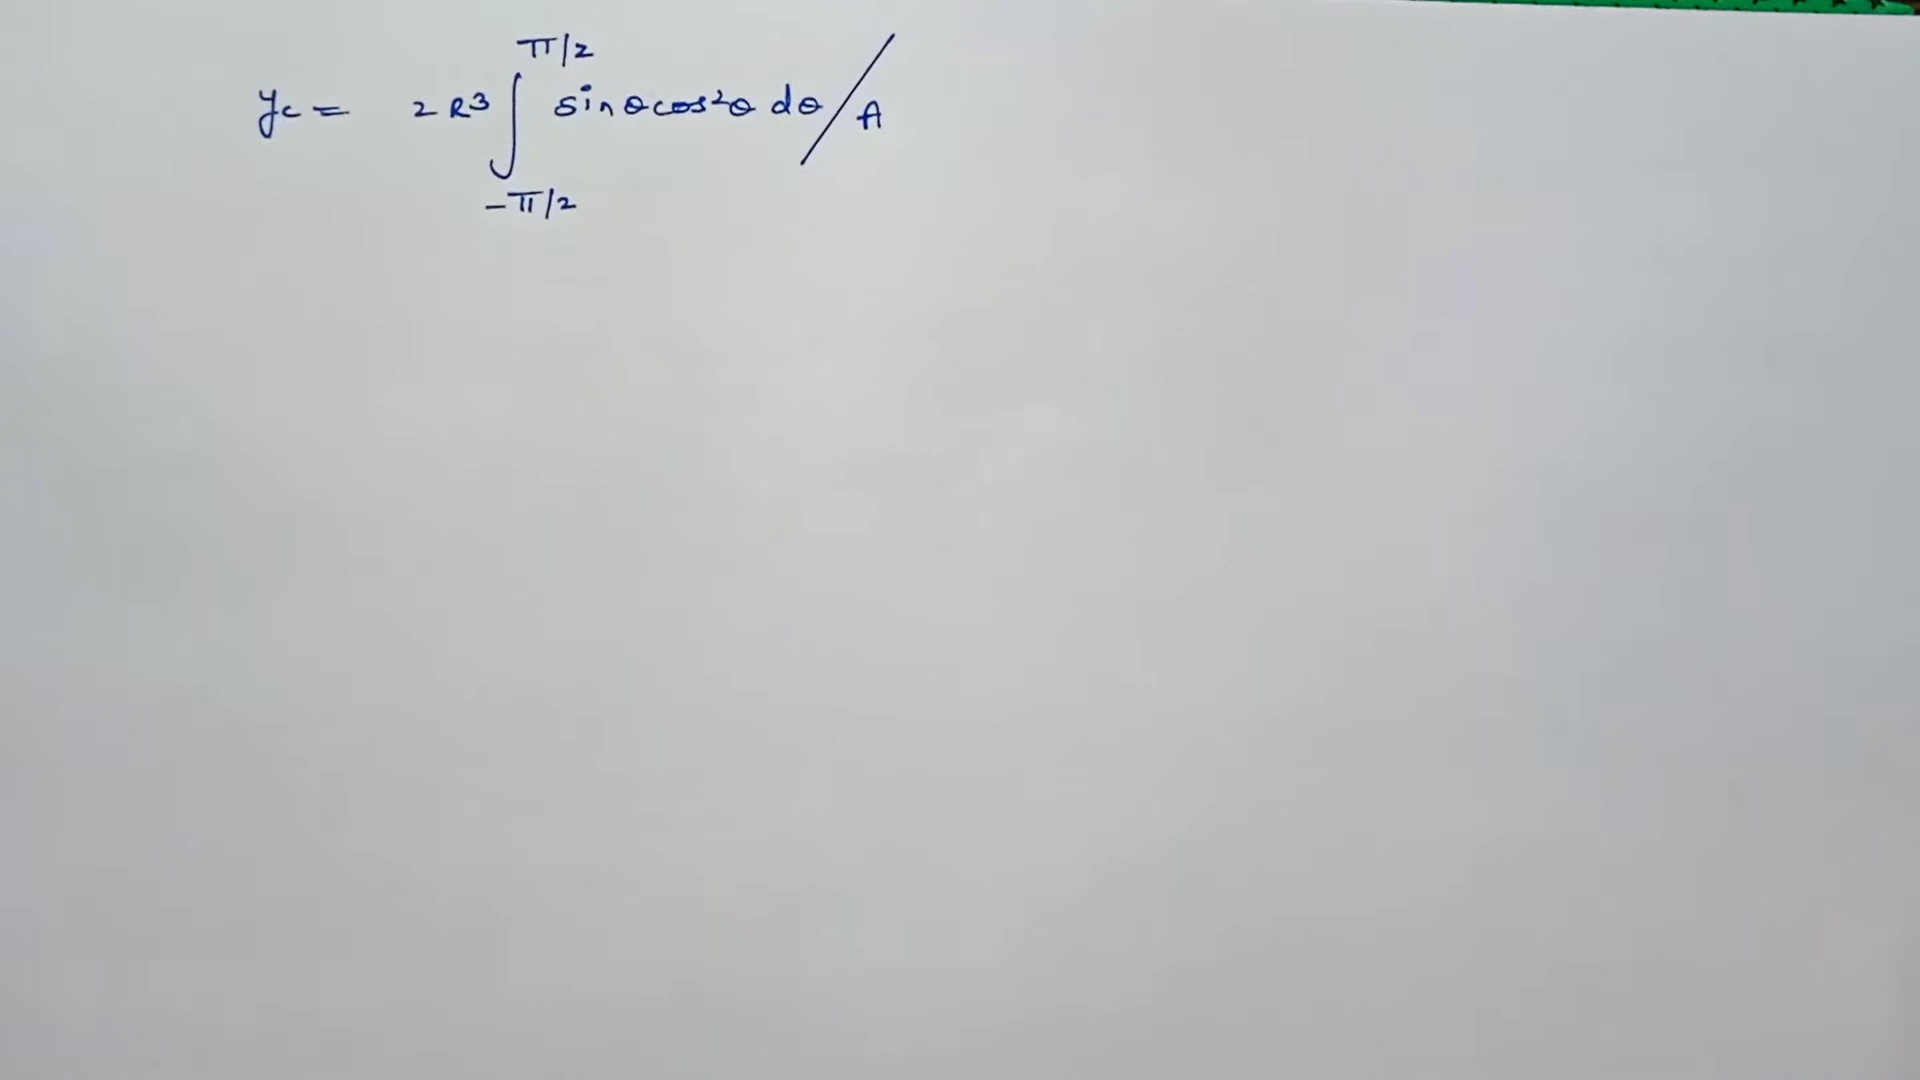 π/2
yc = 2R³ ∫ sinθcos²θ dθ / A
-π/2